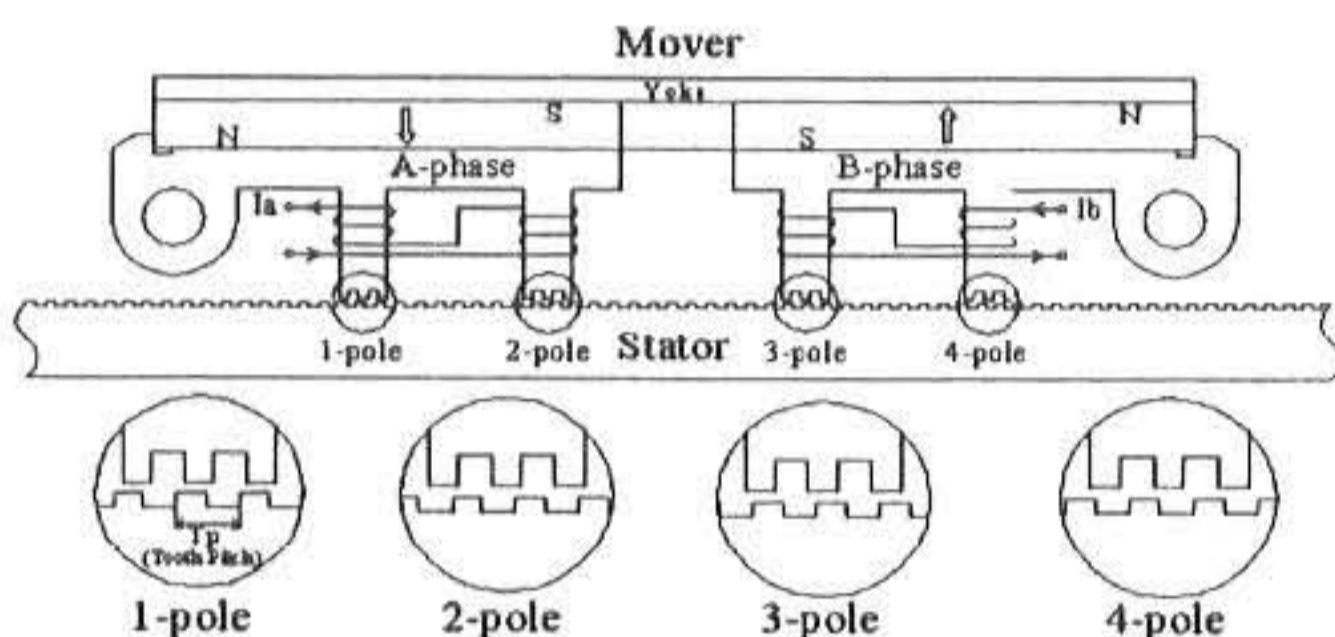 Mover
Yoke
N S S N
A-phase B-phase
Ia Ib
1-pole 2-pole Stator 3-pole 4-pole
Tp
(Tooth Pitch)
1-pole 2-pole 3-pole 4-pole